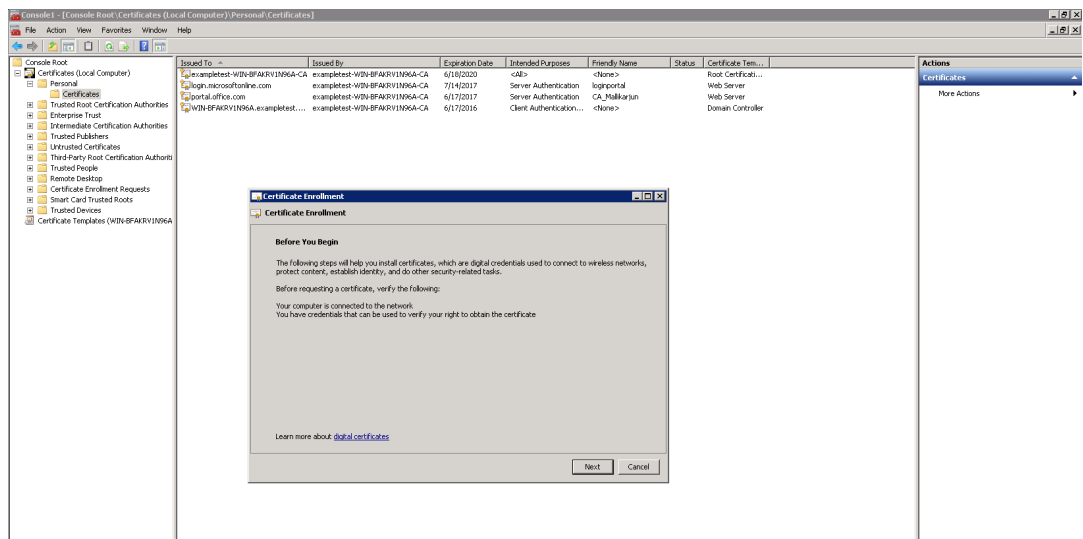 Console1 - [Console Root\Certificates (Local Computer)\Personal\Certificates]
File Action View Favorites Window Help
Console Root
Certificates (Local Computer)
Personal
Certificates
Trusted Root Certification Authorities
Enterprise Trust
Intermediate Certification Authorities
Trusted Publishers
Untrusted Certificates
Third-Party Root Certification Authoriti
Trusted People
Remote Desktop
Certificate Enrollment Requests
Smart Card Trusted Roots
Trusted Devices
Certificate Templates (WIN-BFAKRV1N96A
Issued To Issued By Expiration Date Intended Purposes Friendly Name Status Certificate Tem...
exampletest-WIN-BFAKRV1N96A-CA exampletest-WIN-BFAKRV1N96A-CA 6/18/2020 <All> <None> Root Certificati...
login.microsoftonline.com exampletest-WIN-BFAKRV1N96A-CA 7/14/2017 Server Authentication loginportal Web Server
portal.office.com exampletest-WIN-BFAKRV1N96A-CA 6/17/2017 Server Authentication CA_Mallikarjun Web Server
WIN-BFAKRV1N96A.exampletest.... exampletest-WIN-BFAKRV1N96A-CA 6/17/2016 Client Authentication... <None> Domain Controller
Actions
Certificates
More Actions
Certificate Enrollment
Certificate Enrollment
Before You Begin
The following steps will help you install certificates, which are digital credentials used to connect to wireless networks,
protect content, establish identity, and do other security-related tasks.
Before requesting a certificate, verify the following:
Your computer is connected to the network
You have credentials that can be used to verify your right to obtain the certificate
Learn more about digital certificates
Next Cancel